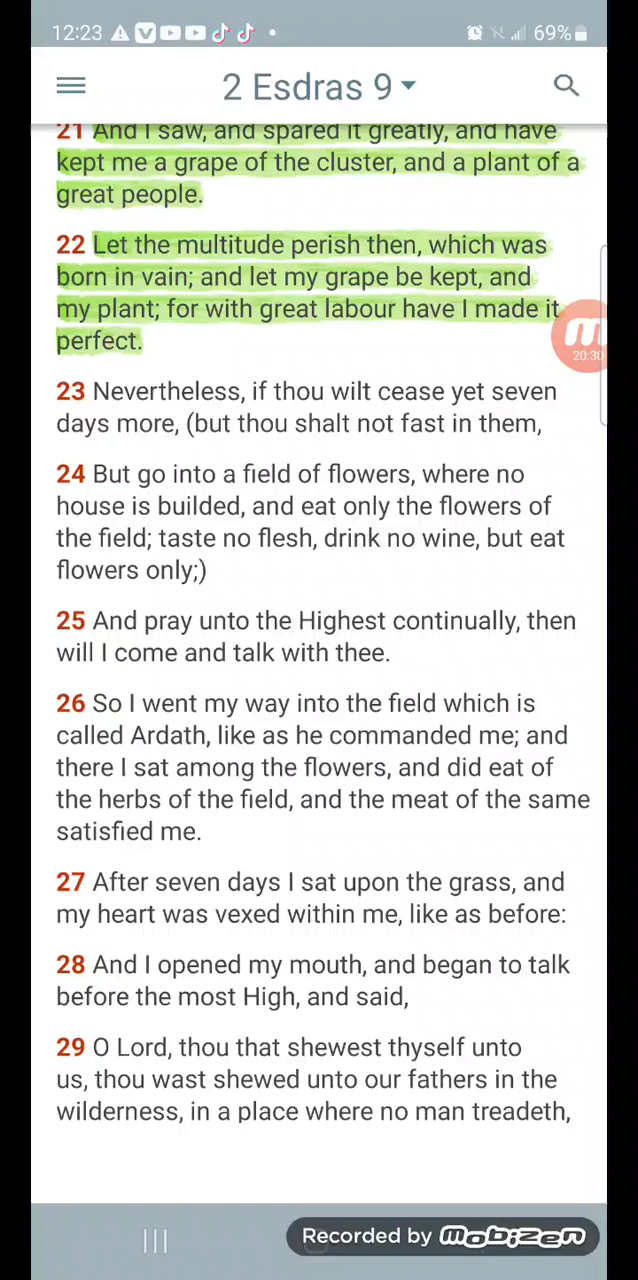 12:23
69%
2 Esdras 9
21 And I saw, and spared it greatly, and have
kept me a grape of the cluster, and a plant of a
great people.
22 Let the multitude perish then, which was
born in vain; and let my grape be kept, and
my plant; for with great labour have I made it
perfect.
20:30
23 Nevertheless, if thou wilt cease yet seven
days more, (but thou shalt not fast in them,
24 But go into a field of flowers, where no
house is builded, and eat only the flowers of
the field; taste no flesh, drink no wine, but eat
flowers only;)
25 And pray unto the Highest continually, then
will I come and talk with thee.
26 So I went my way into the field which is
called Ardath, like as he commanded me; and
there I sat among the flowers, and did eat of
the herbs of the field, and the meat of the same
satisfied me.
27 After seven days I sat upon the grass, and
my heart was vexed within me, like as before:
28 And I opened my mouth, and began to talk
before the most High, and said,
29 O Lord, thou that shewest thyself unto
us, thou wast shewed unto our fathers in the
wilderness, in a place where no man treadeth,
Recorded by Mobizen